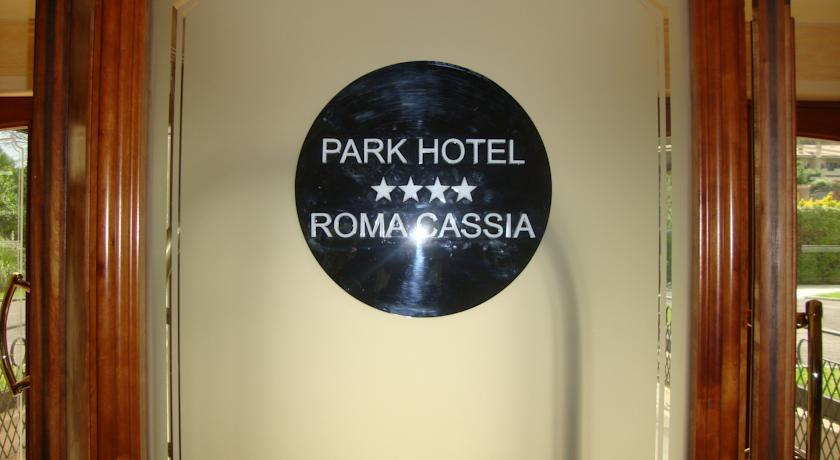 PARK HOTEL
★★★★
ROMA CASSIA